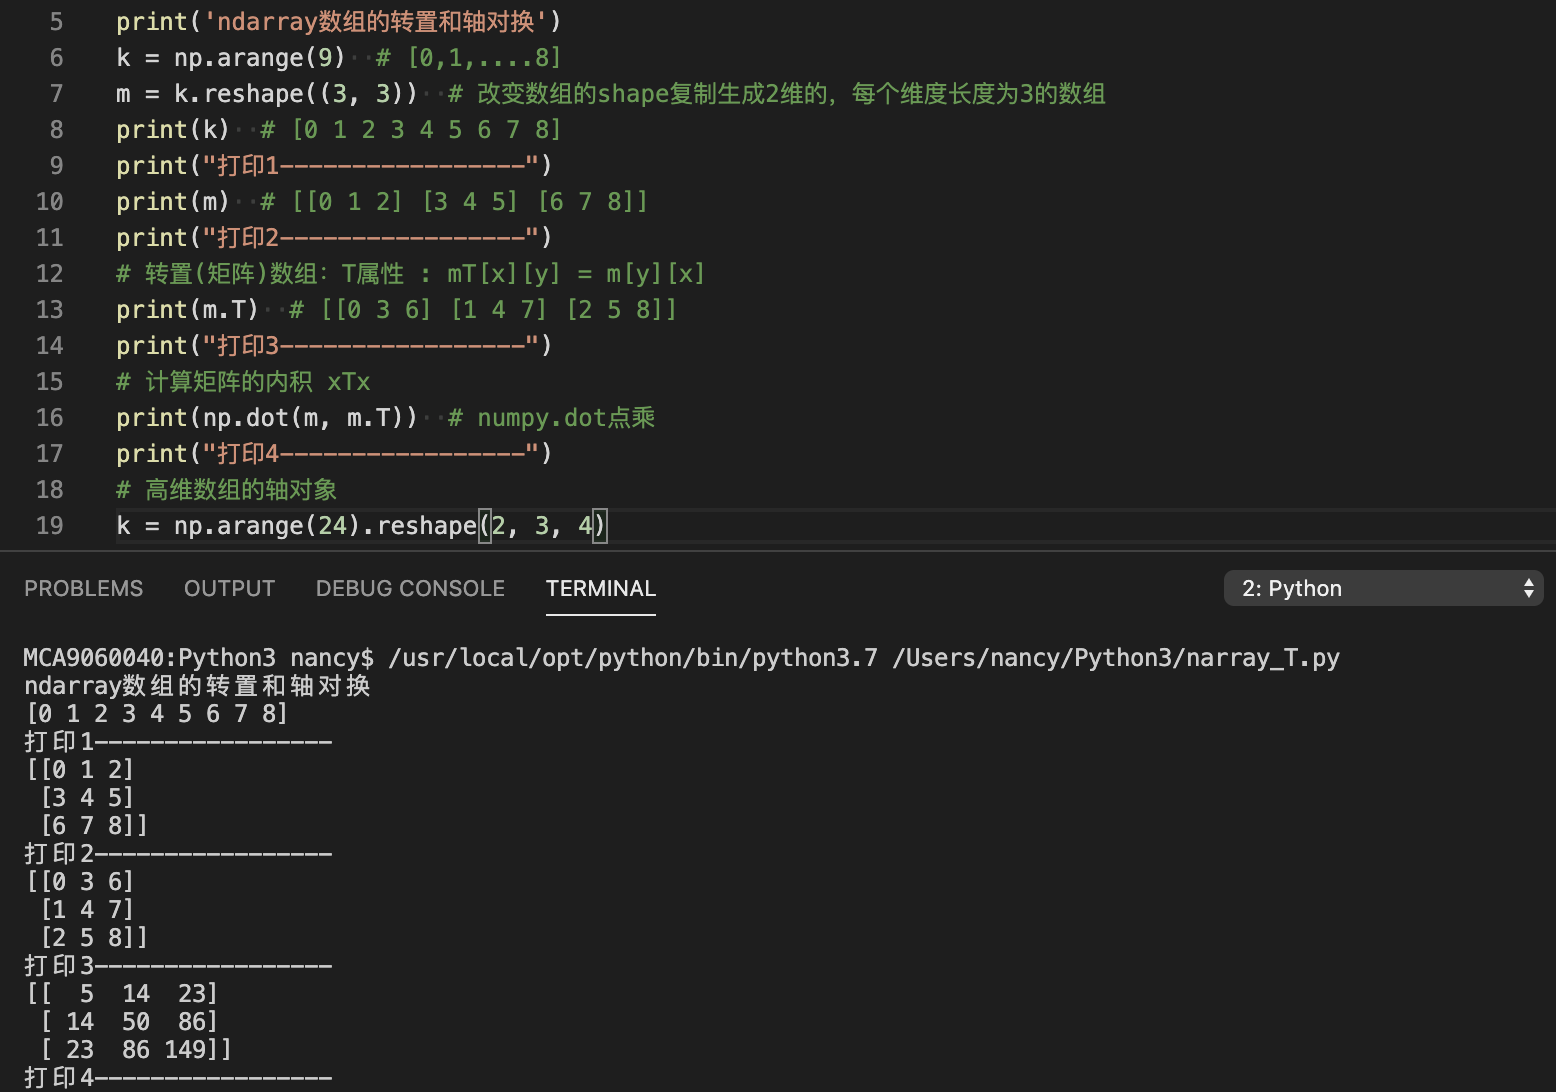 5 print('ndarray数组的转置和轴对换')
6 k = np.arange(9)  # [0,1,....8]
7 m = k.reshape((3, 3))  # 改变数组的shape复制生成2维的，每个维度长度为3的数组
8 print(k)  # [0 1 2 3 4 5 6 7 8]
9 print("打印1-----------------")
10 print(m)  # [[0 1 2] [3 4 5] [6 7 8]]
11 print("打印2-----------------")
12 # 转置(矩阵)数组：T属性 : mT[x][y] = m[y][x]
13 print(m.T)  # [[0 3 6] [1 4 7] [2 5 8]]
14 print("打印3-----------------")
15 # 计算矩阵的内积 xTx
16 print(np.dot(m, m.T))  # numpy.dot点乘
17 print("打印4-----------------")
18 # 高维数组的轴对象
19 k = np.arange(24).reshape(2, 3, 4)
PROBLEMS OUTPUT DEBUG CONSOLE TERMINAL 2: Python
MCA9060040:Python3 nancy$ /usr/local/opt/python/bin/python3.7 /Users/nancy/Python3/narray_T.py
ndarray数组的转置和轴对换
[0 1 2 3 4 5 6 7 8]
打印1-----------------
[[0 1 2]
 [3 4 5]
 [6 7 8]]
打印2-----------------
[[0 3 6]
 [1 4 7]
 [2 5 8]]
打印3-----------------
[[  5  14  23]
 [ 14  50  86]
 [ 23  86 149]]
打印4-----------------